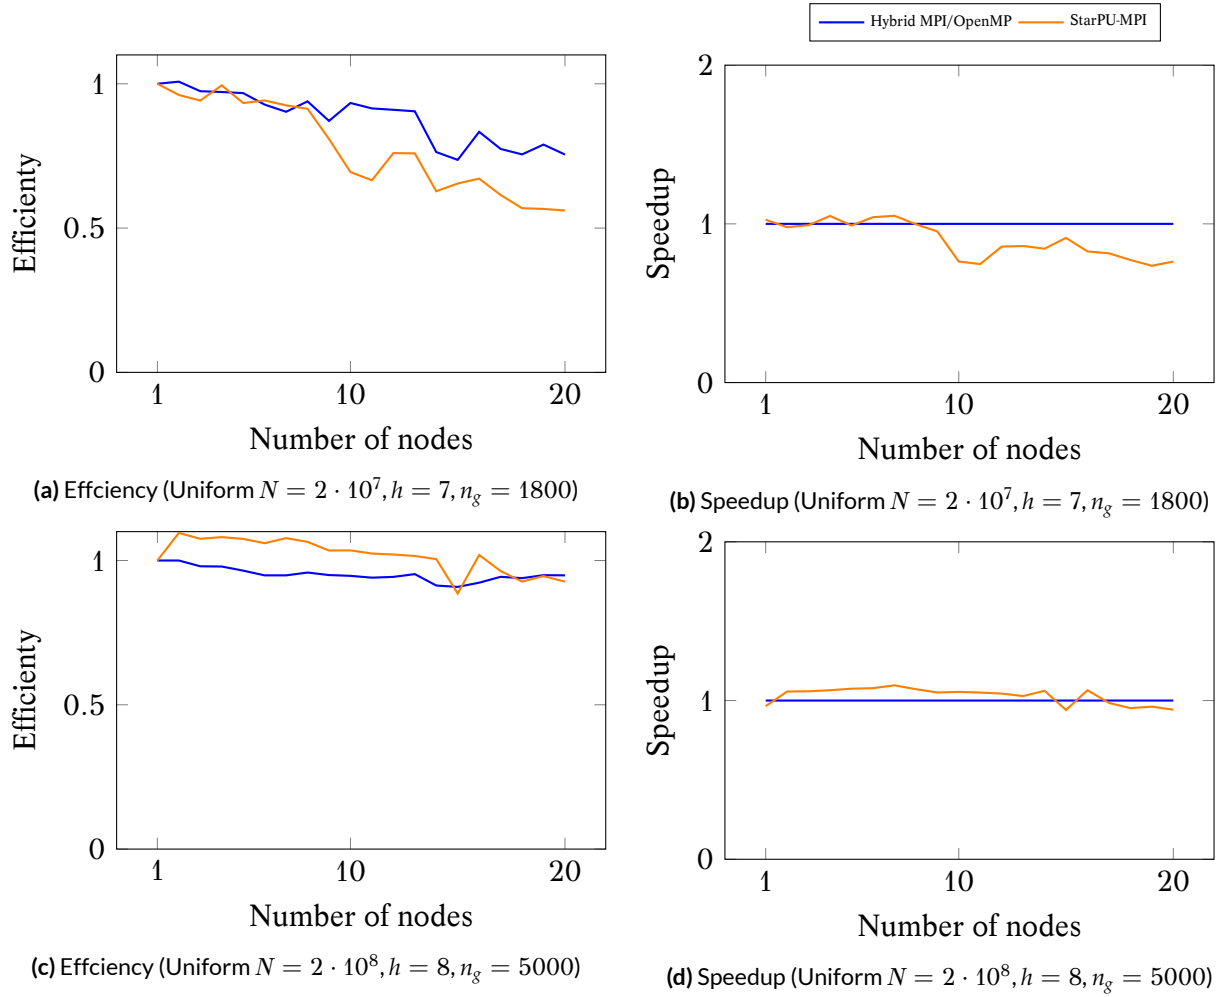 Hybrid MPI/OpenMP StarPU-MPI
1
0.5
0
Efficienty
1 10 20
Number of nodes
(a) Effciency (Uniform N = 2 · 10^7, h = 7, n_g = 1800)
2
1
0
Speedup
1 10 20
Number of nodes
(b) Speedup (Uniform N = 2 · 10^7, h = 7, n_g = 1800)
1
0.5
0
Efficienty
1 10 20
Number of nodes
(c) Effciency (Uniform N = 2 · 10^8, h = 8, n_g = 5000)
2
1
0
Speedup
1 10 20
Number of nodes
(d) Speedup (Uniform N = 2 · 10^8, h = 8, n_g = 5000)